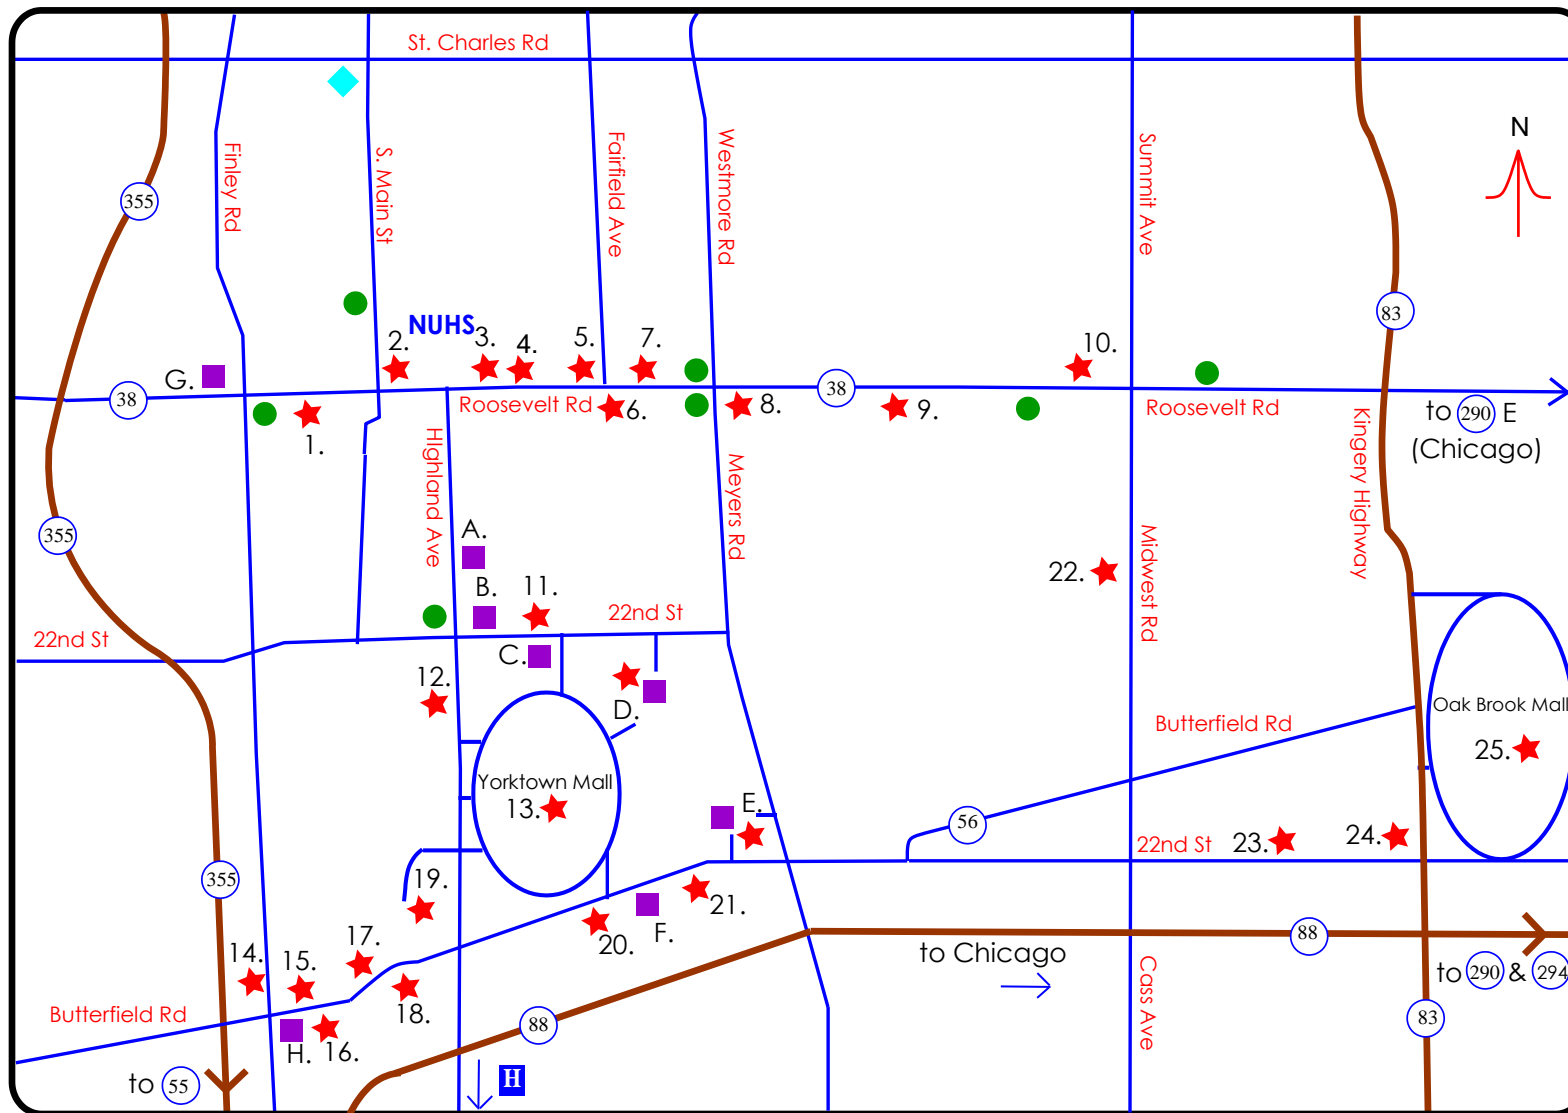 St. Charles Rd
N
Finley Rd
S. Main St
Fairfield Ave
Westmore Rd
Summit Ave
355
83
NUHS
2.
3.
4.
5.
7.
10.
G.
38
Roosevelt Rd
6.
8.
38
9.
Roosevelt Rd
to 290 E
(Chicago)
1.
HIghland Ave
Meyers Rd
Kingery Highway
355
A.
Midwest Rd
22.
B.
11.
22nd St
22nd St
C.
12.
D.
Oak Brook Mall
25.
Butterfield Rd
Yorktown Mall
13.
E.
56
22nd St
23.
24.
355
19.
21.
F.
20.
17.
14.
15.
to Chicago
88
to 290 & 294
Cass Ave
18.
Butterfield Rd
H.
16.
88
83
to 55
H